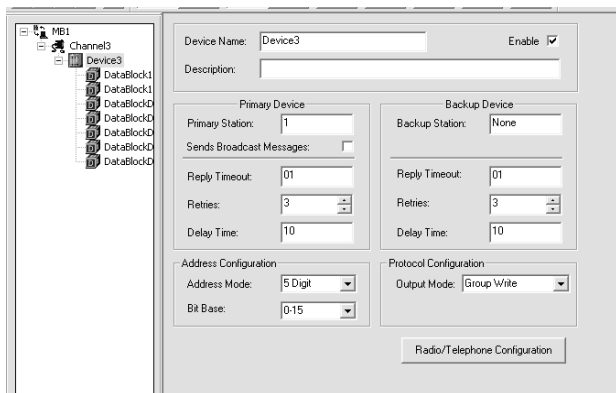 MB1
Channel3
Device3
DataBlock1
DataBlock1
DataBlockD
DataBlockD
DataBlockD
DataBlockD
Device Name: Device3 Enable
Description:
Primary Device
Primary Station: 1
Sends Broadcast Messages:
Reply Timeout: 01
Retries: 3
Delay Time: 10
Backup Device
Backup Station: None
Reply Timeout: 01
Retries: 3
Delay Time: 10
Address Configuration
Address Mode: 5 Digit
Bit Base: 0-15
Protocol Configuration
Output Mode: Group Write
Radio/Telephone Configuration